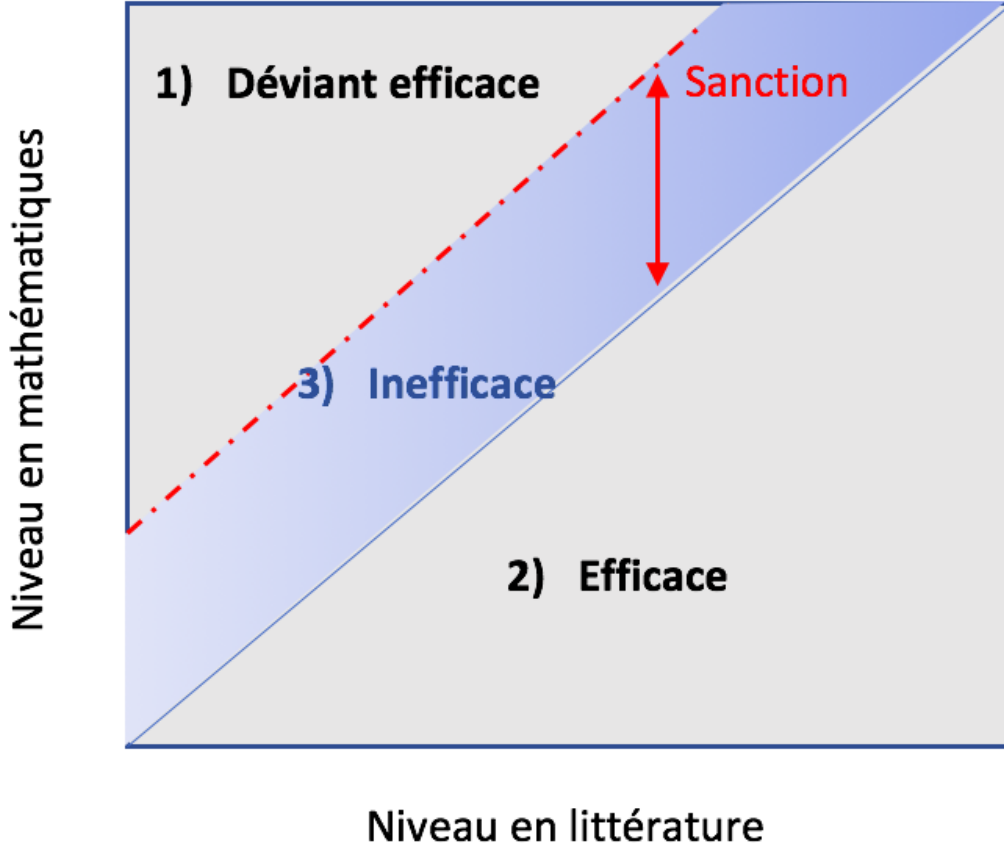 1) Déviant efficace
Sanction
Niveau en mathématiques
3) Inefficace
2) Efficace
Niveau en littérature